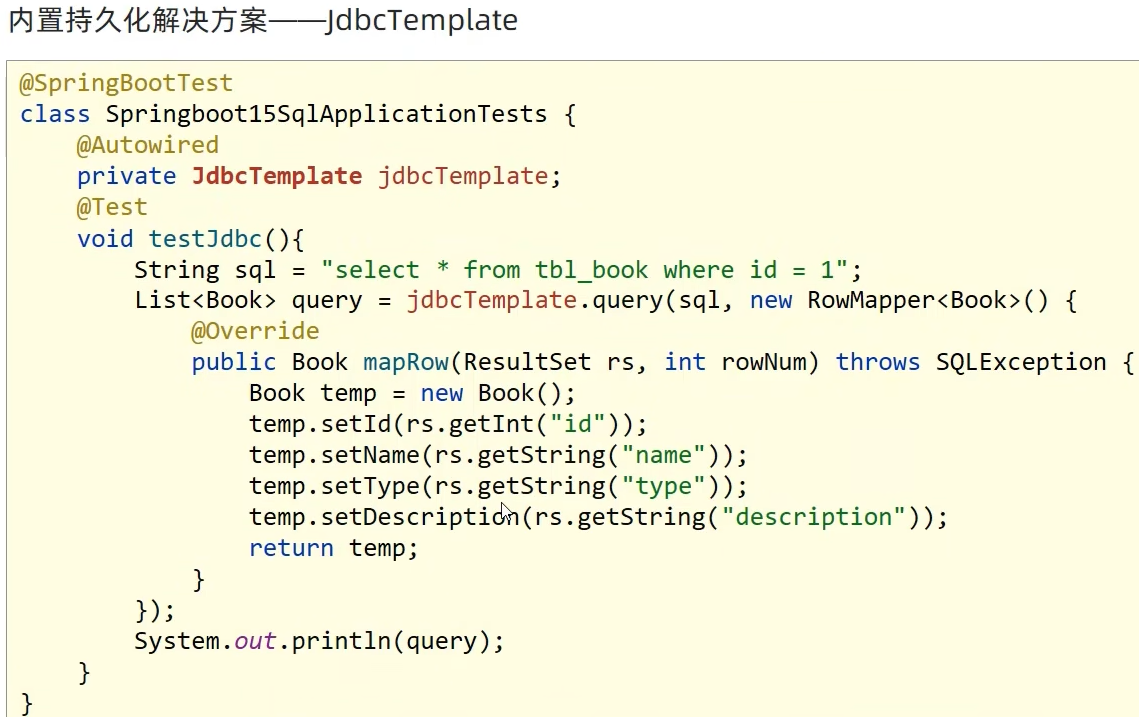 内置持久化解决方案——JdbcTemplate
@SpringBootTest
class Springboot15SqlApplicationTests {
    @Autowired
    private JdbcTemplate jdbcTemplate;
    @Test
    void testJdbc(){
        String sql = "select * from tbl_book where id = 1";
        List<Book> query = jdbcTemplate.query(sql, new RowMapper<Book>() {
            @Override
            public Book mapRow(ResultSet rs, int rowNum) throws SQLException {
                Book temp = new Book();
                temp.setId(rs.getInt("id"));
                temp.setName(rs.getString("name"));
                temp.setType(rs.getString("type"));
                temp.setDescription(rs.getString("description"));
                return temp;
            }
        });
        System.out.println(query);
    }
}